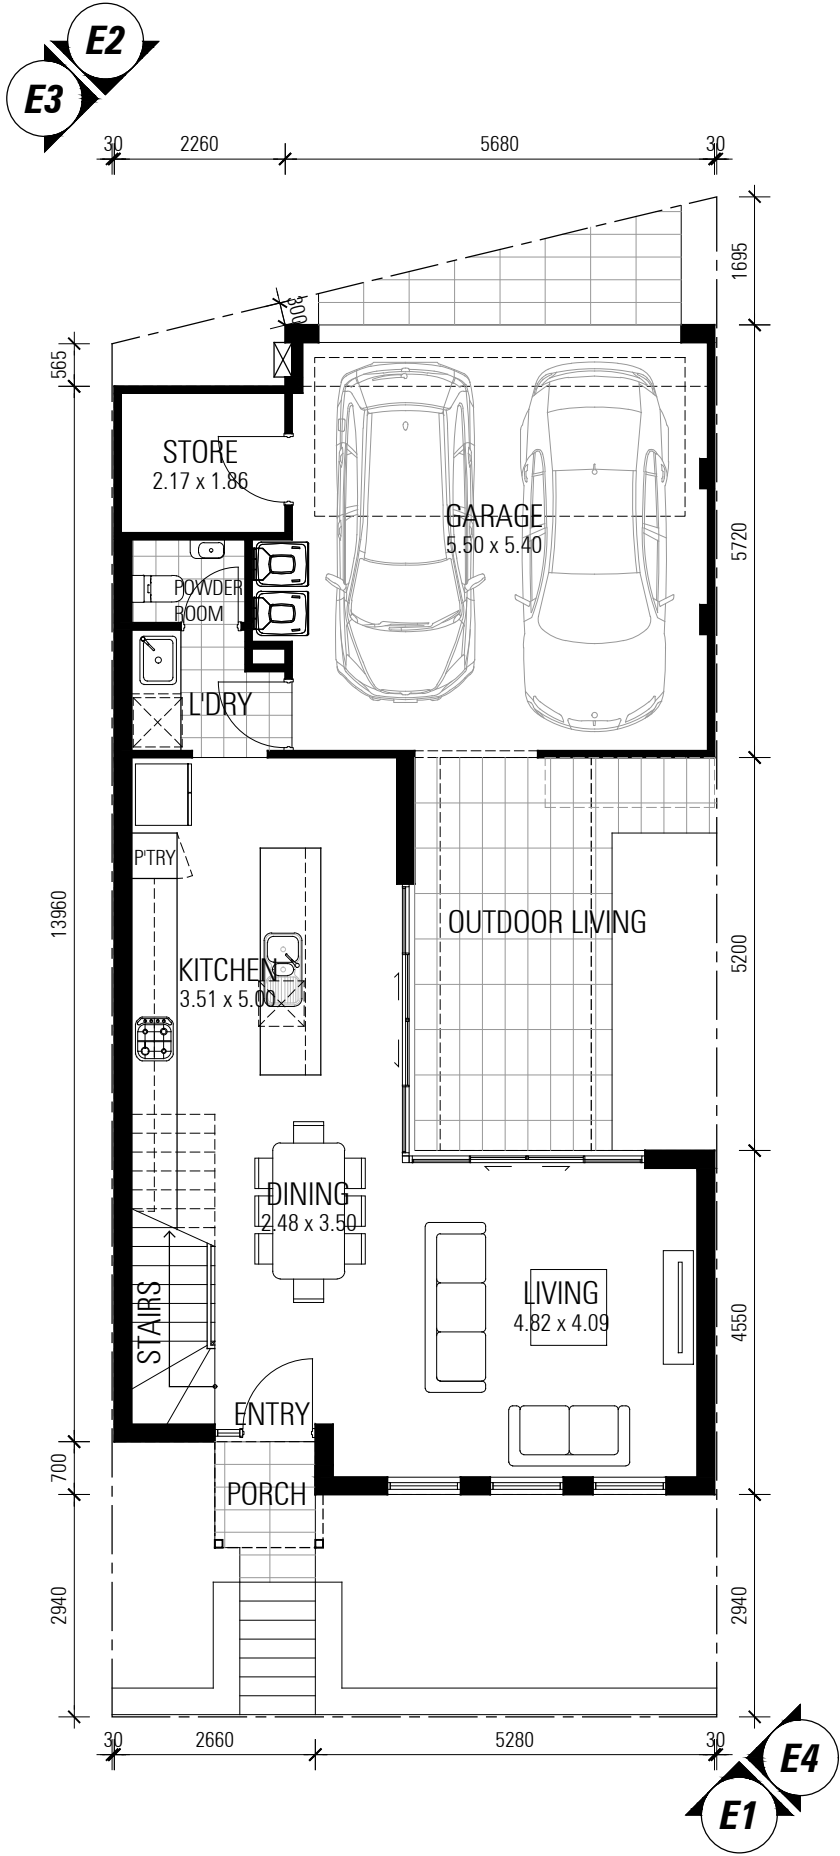 E2
E3
30
2260
5680
30
1695
300
565
STORE
2.17 x 1.86
GARAGE
5.50 x 5.40
5720
POWDER
ROOM
L'DRY
P'TRY
13960
OUTDOOR LIVING
5200
KITCHEN
3.51 x 5.00
DINING
2.48 x 3.50
STAIRS
LIVING
4.82 x 4.09
4550
ENTRY
700
PORCH
2940
2940
30
2660
5280
30
E4
E1